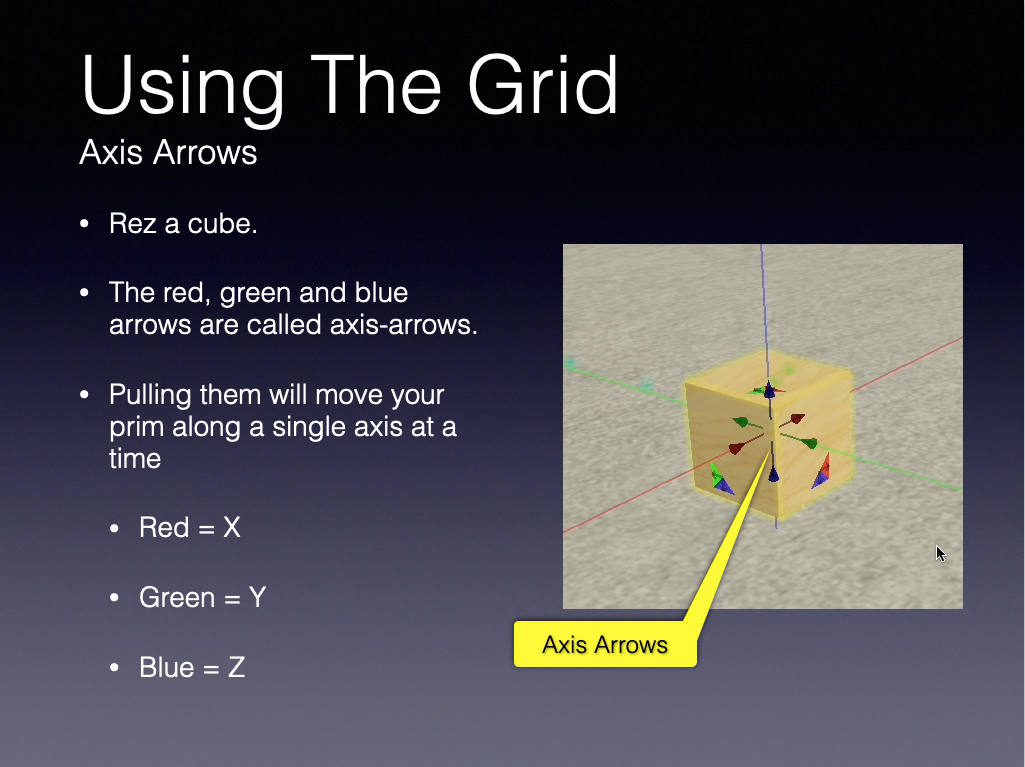 Using The Grid
Axis Arrows
• Rez a cube.
• The red, green and blue
arrows are called axis-arrows.
• Pulling them will move your
prim along a single axis at a
time
• Red = X
• Green = Y
• Blue = Z
Axis Arrows